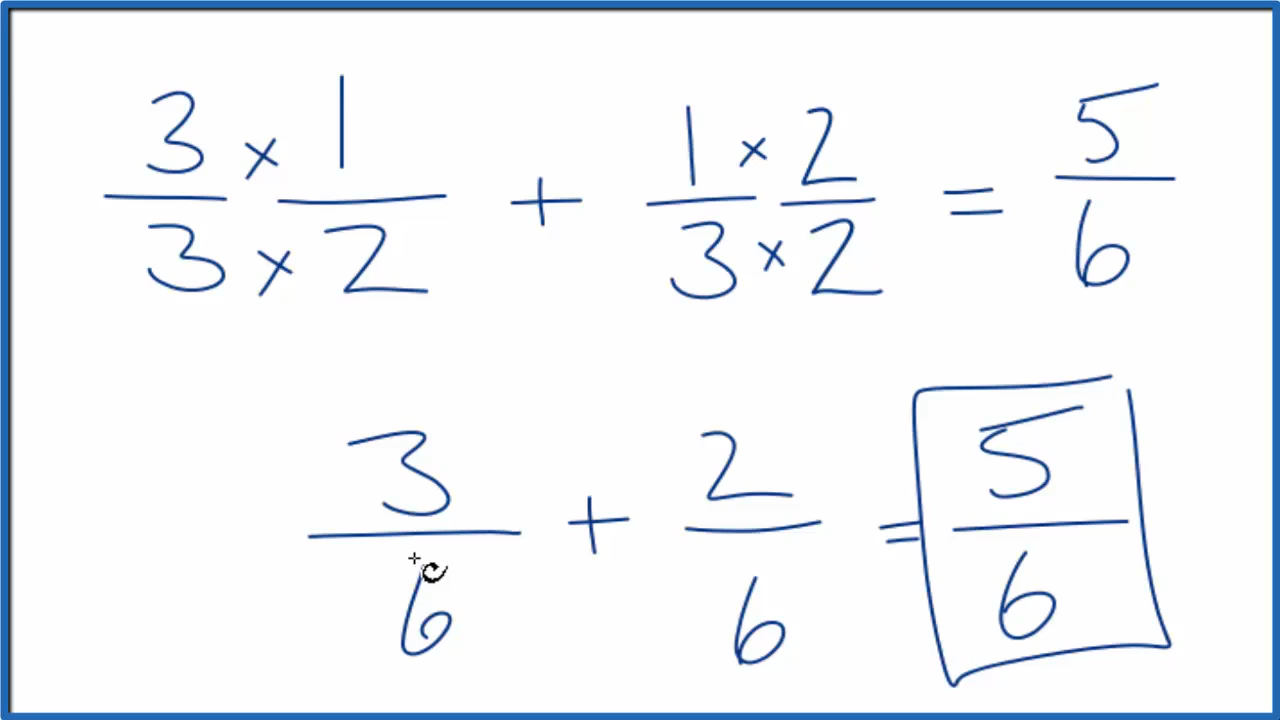 3/3 × 1/2 + 1/3 × 2/2 = 5/6
3/6 + 2/6 = 5/6